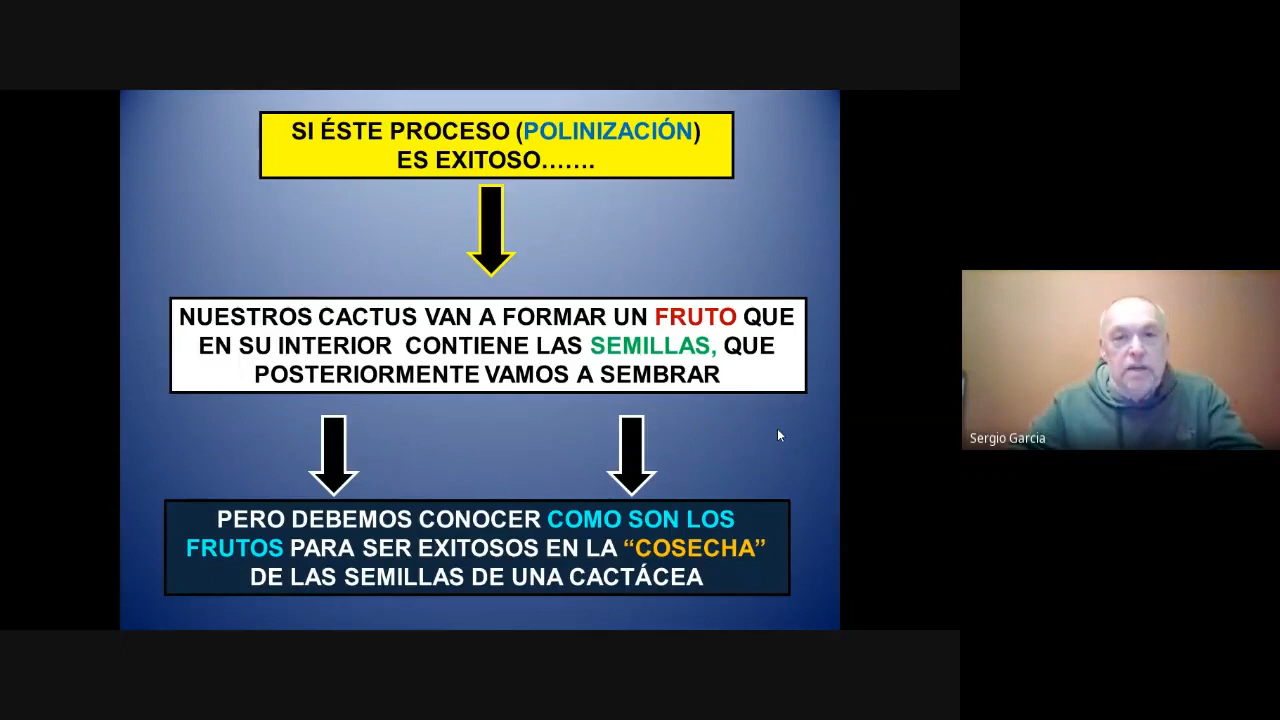 SI ÉSTE PROCESO (POLINIZACIÓN)
ES EXITOSO.......
NUESTROS CACTUS VAN A FORMAR UN FRUTO QUE
EN SU INTERIOR CONTIENE LAS SEMILLAS, QUE
POSTERIORMENTE VAMOS A SEMBRAR
PERO DEBEMOS CONOCER COMO SON LOS
FRUTOS PARA SER EXITOSOS EN LA “COSECHA”
DE LAS SEMILLAS DE UNA CACTÁCEA
Sergio Garcia